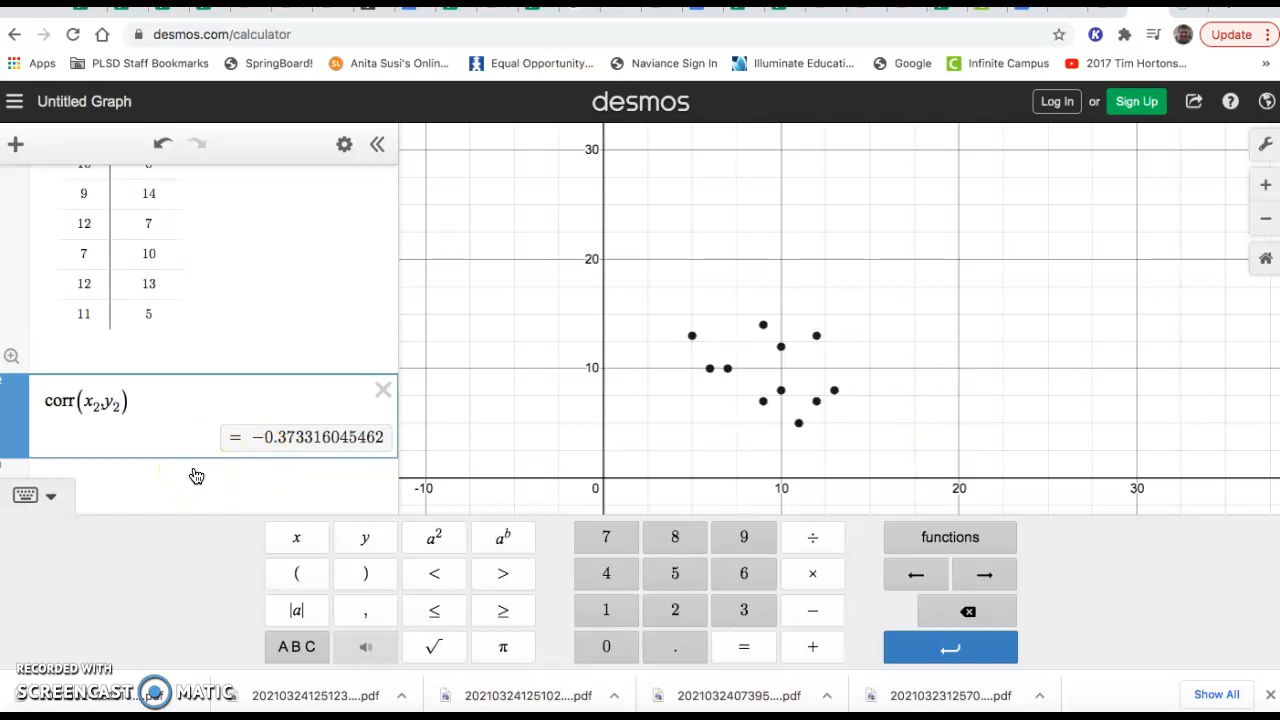 desmos.com/calculator
Update
Apps
PLSD Staff Bookmarks
SpringBoard!
Anita Susi's Onlin...
Equal Opportunity...
Naviance Sign In
Illuminate Educati...
Google
Infinite Campus
2017 Tim Hortons...
»
Untitled Graph
desmos
Log In or Sign Up
9 14
12 7
7 10
12 13
11 5
corr(x₂,y₂)
= −0.373316045462
30
20
10
-10 0 10 20 30
x y a² aᵇ 7 8 9 ÷ functions
( ) < > 4 5 6 × ← →
|a| , ≤ ≥ 1 2 3 −
A B C √ π 0 . = +
RECORDED WITH
SCREENCAST MATIC
20210324125123....pdf
20210324125102....pdf
2021032407395....pdf
2021032312570....pdf
Show All